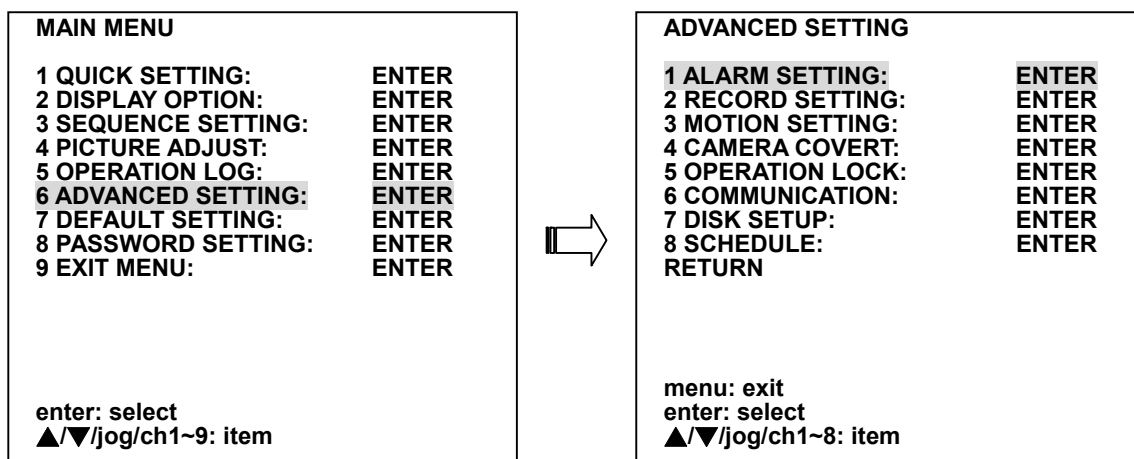 MAIN MENU
1 QUICK SETTING: ENTER
2 DISPLAY OPTION: ENTER
3 SEQUENCE SETTING: ENTER
4 PICTURE ADJUST: ENTER
5 OPERATION LOG: ENTER
6 ADVANCED SETTING: ENTER
7 DEFAULT SETTING: ENTER
8 PASSWORD SETTING: ENTER
9 EXIT MENU: ENTER
enter: select
▲/▼/jog/ch1~9: item
ADVANCED SETTING
1 ALARM SETTING: ENTER
2 RECORD SETTING: ENTER
3 MOTION SETTING: ENTER
4 CAMERA COVERT: ENTER
5 OPERATION LOCK: ENTER
6 COMMUNICATION: ENTER
7 DISK SETUP: ENTER
8 SCHEDULE: ENTER
RETURN
menu: exit
enter: select
▲/▼/jog/ch1~8: item